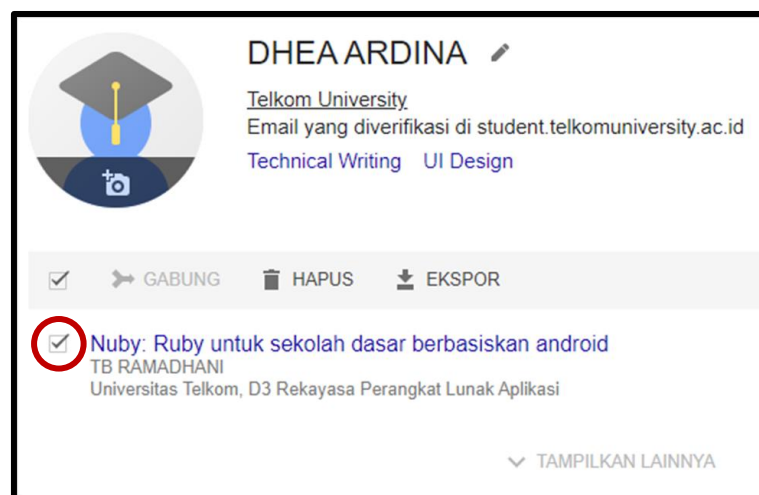 DHEA ARDINA
Telkom University
Email yang diverifikasi di student.telkomuniversity.ac.id
Technical Writing UI Design
GABUNG HAPUS EKSPOR
Nuby: Ruby untuk sekolah dasar berbasiskan android
TB RAMADHANI
Universitas Telkom, D3 Rekayasa Perangkat Lunak Aplikasi
TAMPILKAN LAINNYA